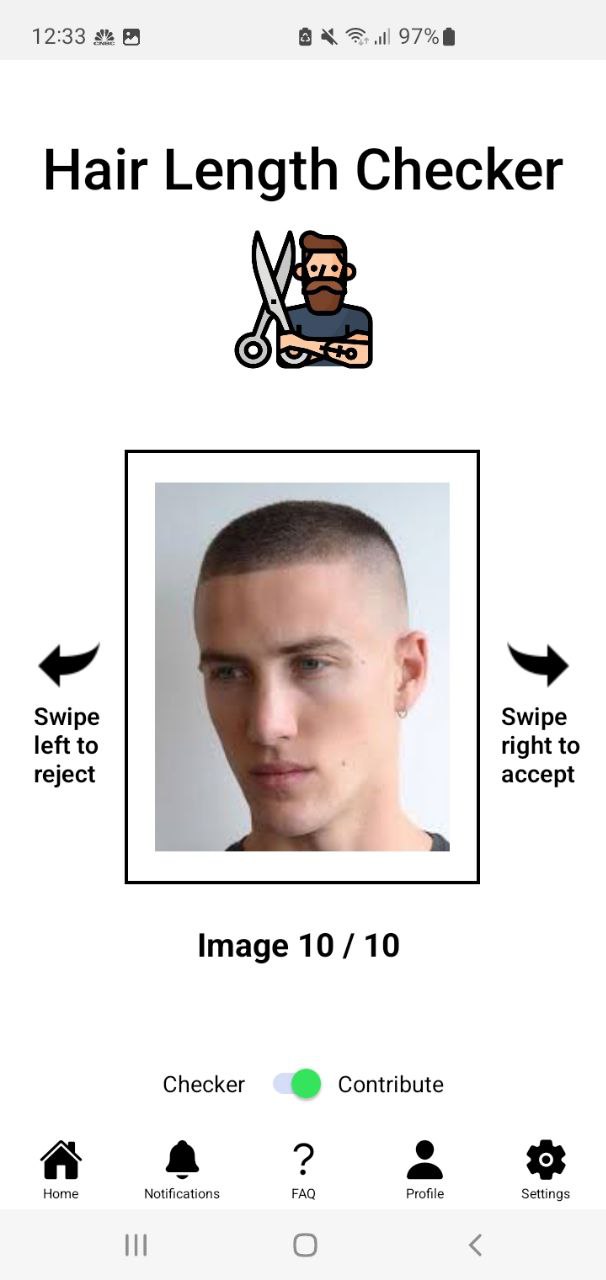 12:33 CNBC 97%
Hair Length Checker
Swipe
left to
reject
Swipe
right to
accept
Image 10 / 10
Checker Contribute
?
Home Notifications FAQ Profile Settings